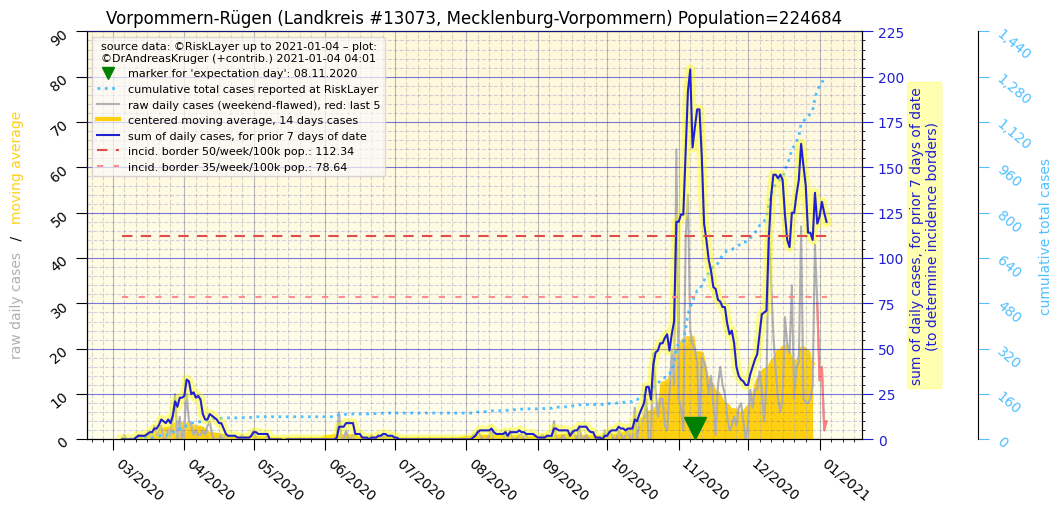 Vorpommern-Rügen (Landkreis #13073, Mecklenburg-Vorpommern) Population=224684
source data: ©RiskLayer up to 2021-01-04 – plot:
©DrAndreasKruger (+contrib.) 2021-01-04 04:01
marker for 'expectation day': 08.11.2020
cumulative total cases reported at RiskLayer
raw daily cases (weekend-flawed), red: last 5
centered moving average, 14 days cases
sum of daily cases, for prior 7 days of date
incid. border 50/week/100k pop.: 112.34
incid. border 35/week/100k pop.: 78.64
raw daily cases / moving average
90
80
70
60
50
40
30
20
10
0
225
200
175
150
125
100
75
50
25
0
sum of daily cases, for prior 7 days of date
(to determine incidence borders)
1,440
1,280
1,120
960
800
640
480
320
160
0
cumulative total cases
03/2020
04/2020
05/2020
06/2020
07/2020
08/2020
09/2020
10/2020
11/2020
12/2020
01/2021